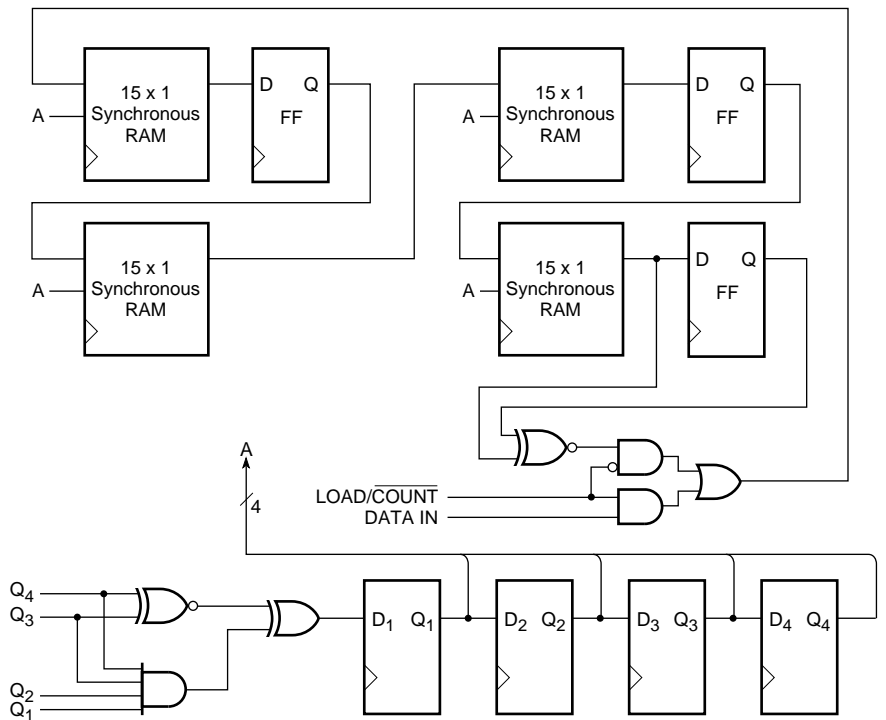 15 x 1
Synchronous
RAM
A
D Q
FF
15 x 1
Synchronous
RAM
A
D Q
FF
15 x 1
Synchronous
RAM
A
15 x 1
Synchronous
RAM
A
D Q
FF
A
4
LOAD/COUNT
DATA IN
Q4
Q3
Q2
Q1
D1 Q1
D2 Q2
D3 Q3
D4 Q4